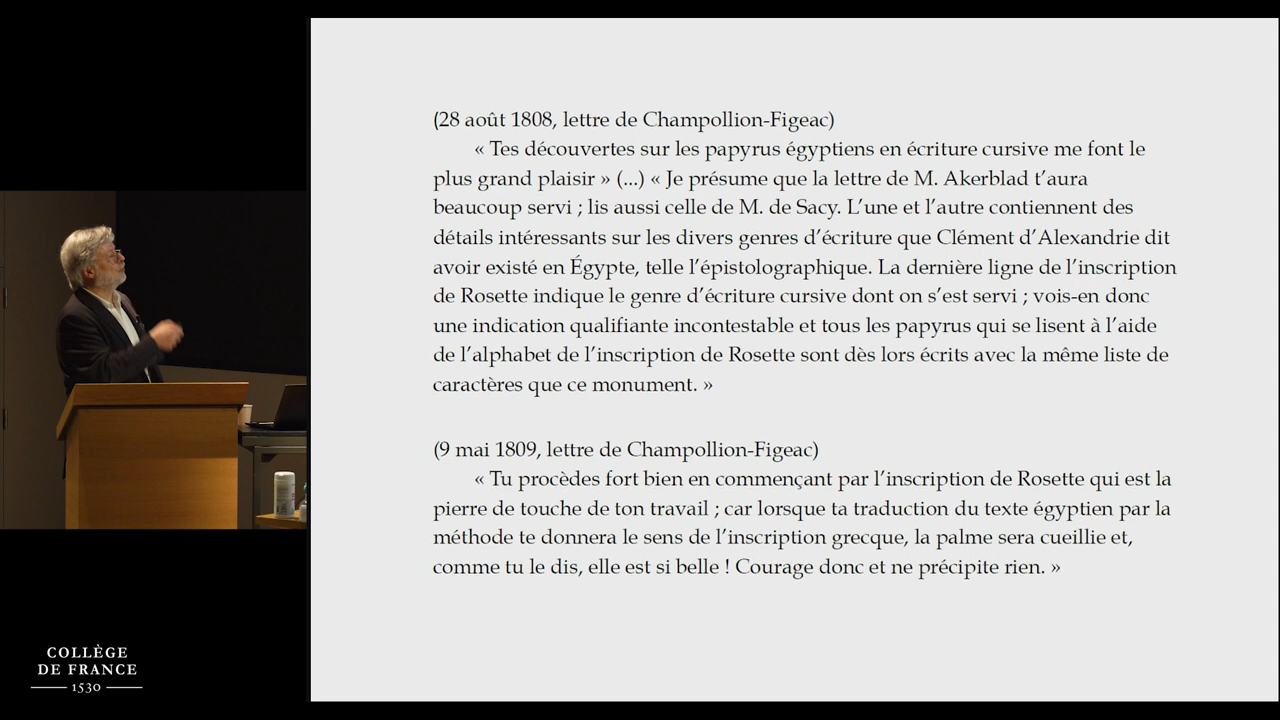 (28 août 1808, lettre de Champollion-Figeac)
« Tes découvertes sur les papyrus égyptiens en écriture cursive me font le
plus grand plaisir » (...) « Je présume que la lettre de M. Akerblad t’aura
beaucoup servi ; lis aussi celle de M. de Sacy. L’une et l’autre contiennent des
détails intéressants sur les divers genres d’écriture que Clément d’Alexandrie dit
avoir existé en Égypte, telle l’épistolographique. La dernière ligne de l’inscription
de Rosette indique le genre d’écriture cursive dont on s’est servi ; vois-en donc
une indication qualifiante incontestable et tous les papyrus qui se lisent à l’aide
de l’alphabet de l’inscription de Rosette sont dès lors écrits avec la même liste de
caractères que ce monument. »
(9 mai 1809, lettre de Champollion-Figeac)
« Tu procèdes fort bien en commençant par l’inscription de Rosette qui est la
pierre de touche de ton travail ; car lorsque ta traduction du texte égyptien par la
méthode te donnera le sens de l’inscription grecque, la palme sera cueillie et,
comme tu le dis, elle est si belle ! Courage donc et ne précipite rien. »
COLLÈGE
DE FRANCE
1530